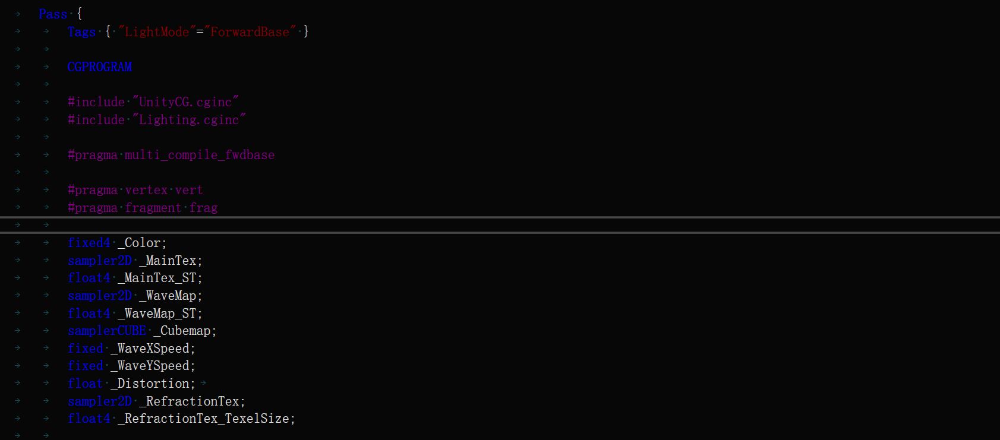 Pass {
Tags { "LightMode"="ForwardBase" }
CGPROGRAM
#include "UnityCG.cginc"
#include "Lighting.cginc"
#pragma multi_compile_fwdbase
#pragma vertex vert
#pragma fragment frag
fixed4 _Color;
sampler2D _MainTex;
float4 _MainTex_ST;
sampler2D _WaveMap;
float4 _WaveMap_ST;
samplerCUBE _Cubemap;
fixed _WaveXSpeed;
fixed _WaveYSpeed;
float _Distortion;
sampler2D _RefractionTex;
float4 _RefractionTex_TexelSize;